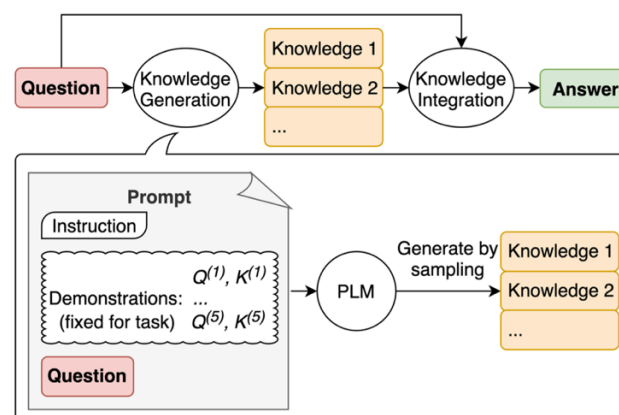 Question
Knowledge
Generation
Knowledge 1
Knowledge 2
...
Knowledge
Integration
Answer
Prompt
Instruction
Q(1), K(1)
Demonstrations: ...
(fixed for task) Q(5), K(5)
Question
PLM
Generate by
sampling
Knowledge 1
Knowledge 2
...